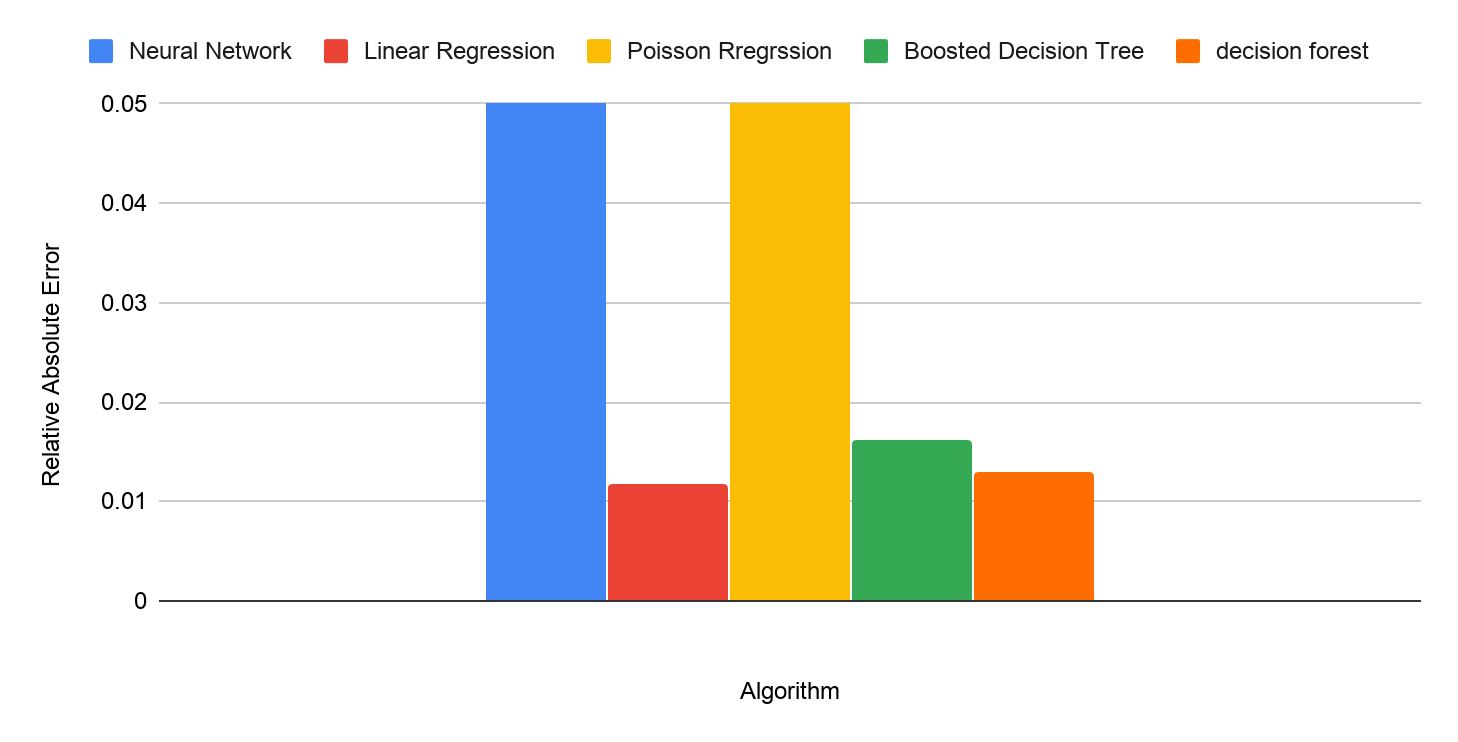 Neural Network Linear Regression Poisson Rregrssion Boosted Decision Tree decision forest
0.05
0.04
0.03
0.02
0.01
0
Relative Absolute Error
Algorithm